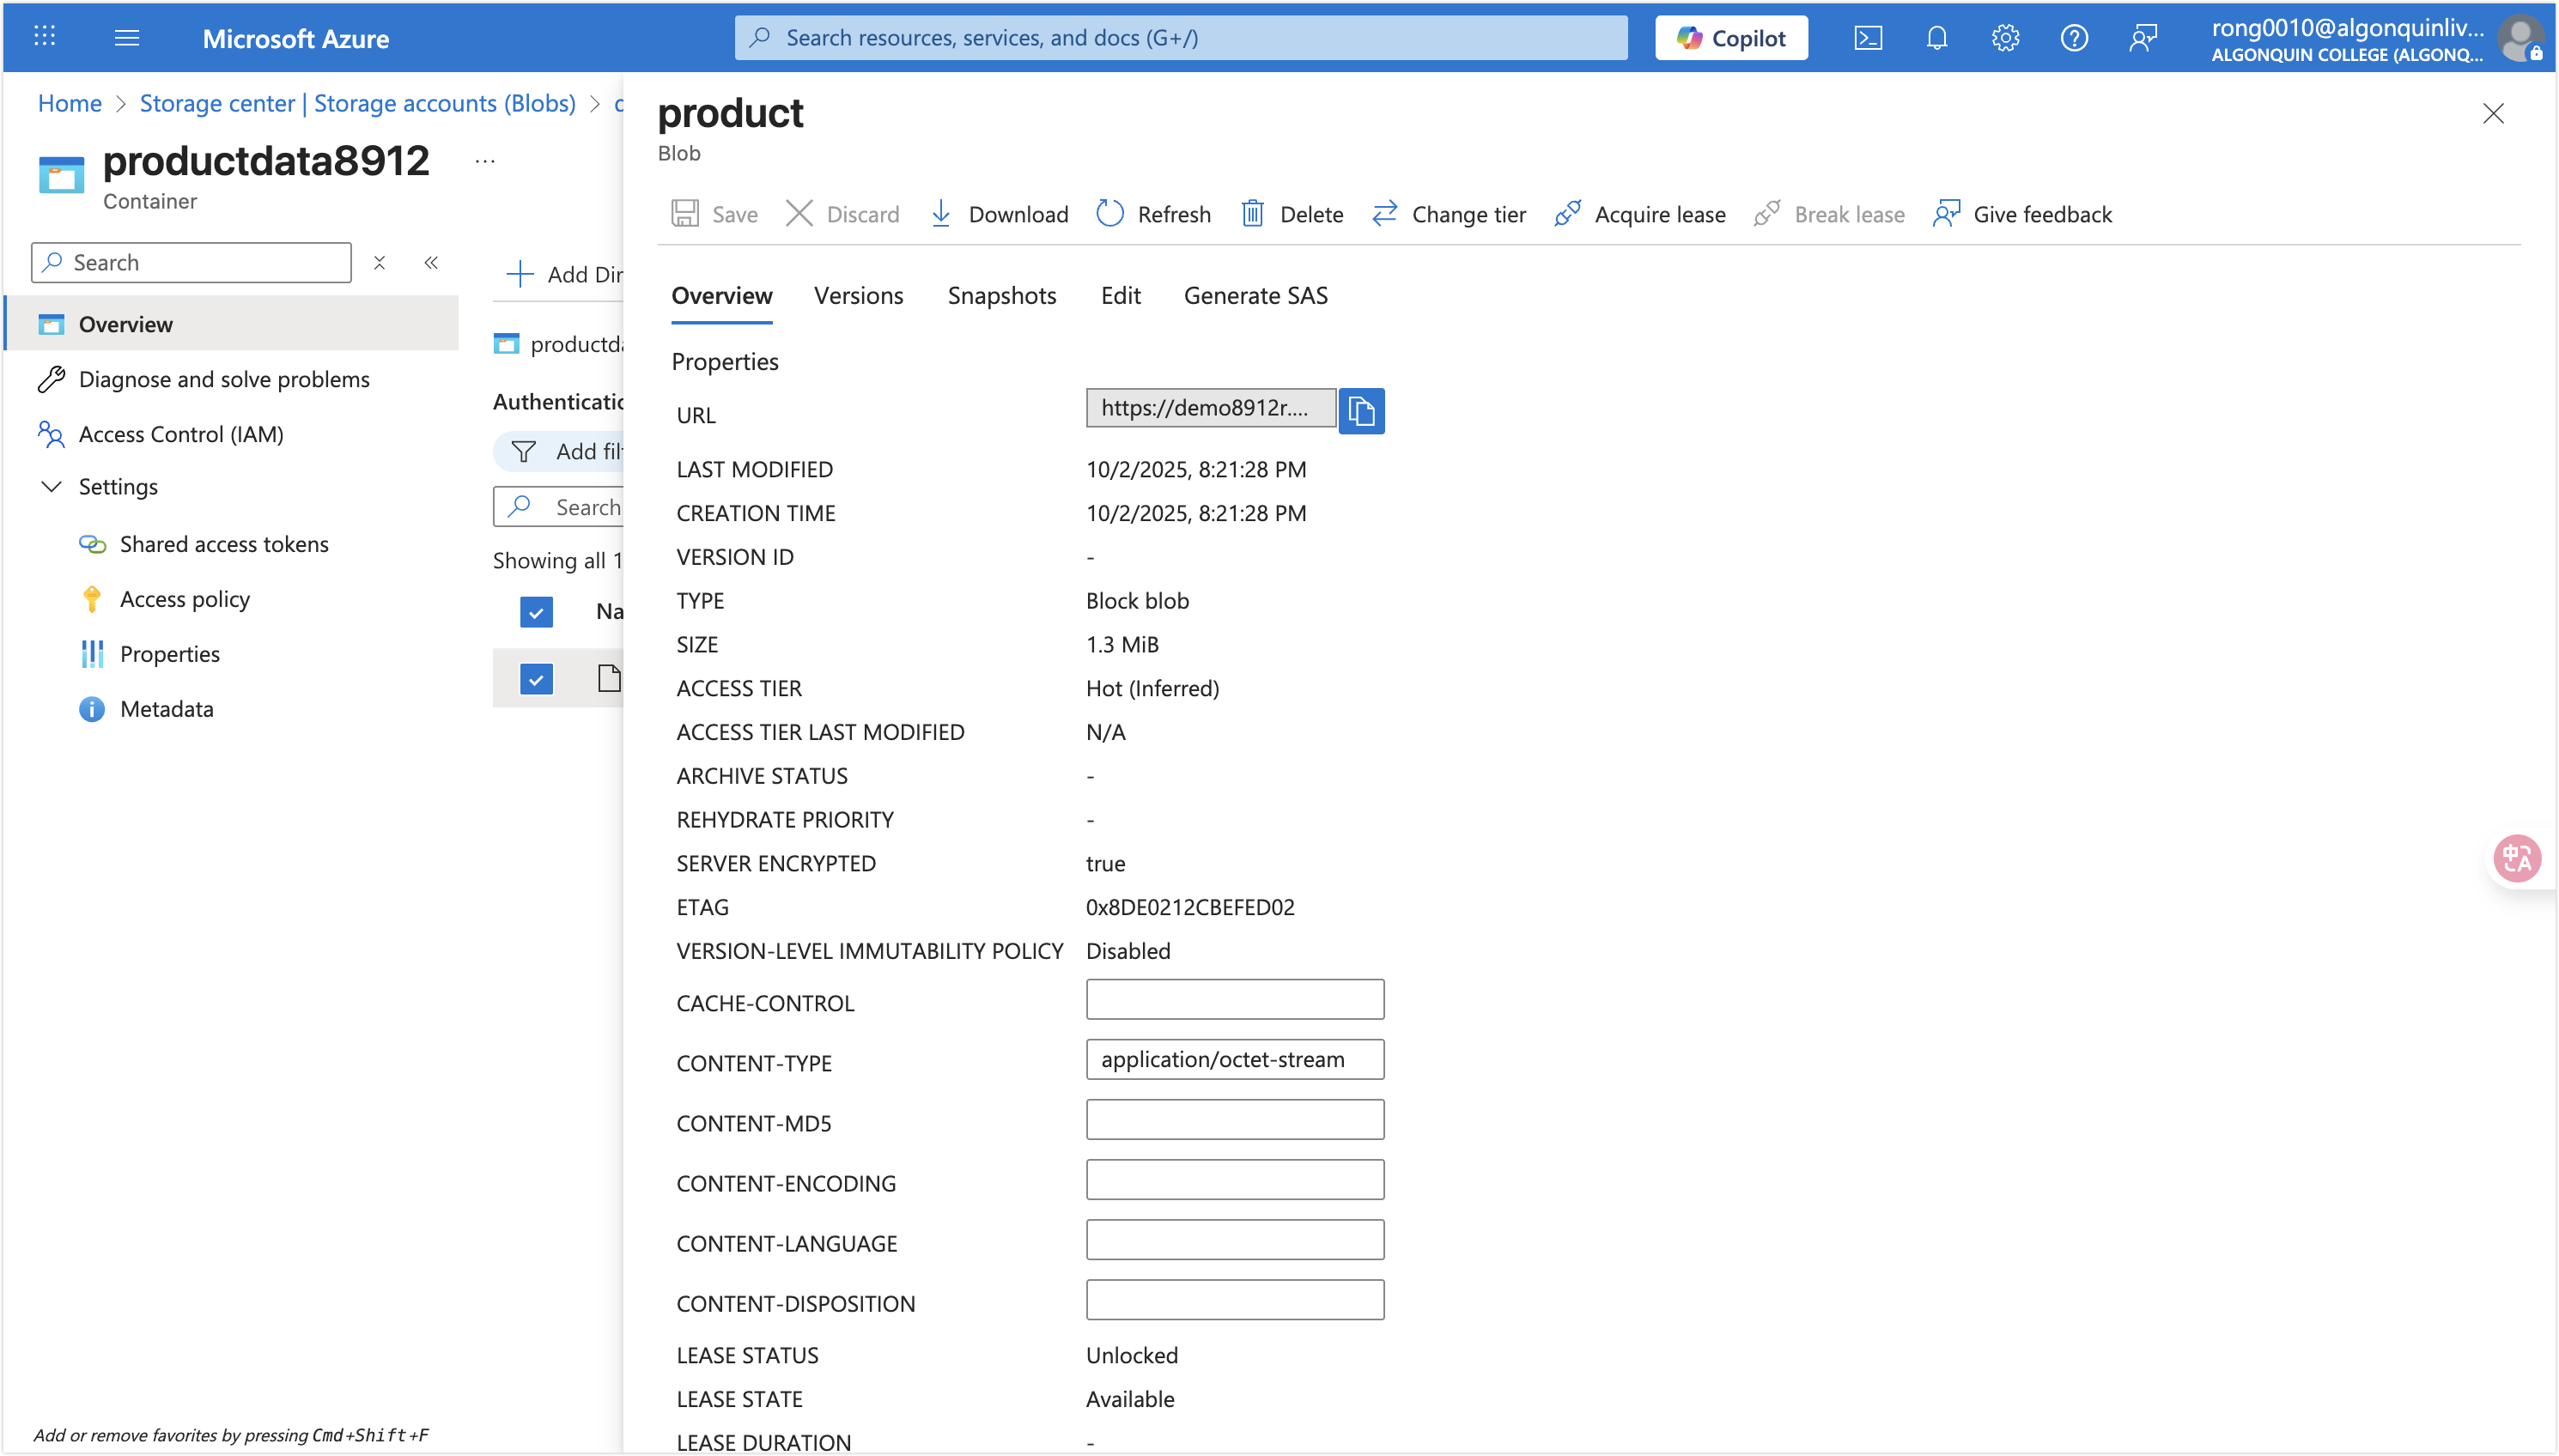 Microsoft Azure
Search resources, services, and docs (G+/)
Copilot
rong0010@algonquinliv...
ALGONQUIN COLLEGE (ALGONQ...
Home > Storage center | Storage accounts (Blobs) >
productdata8912
...
Container
Search
Overview
Diagnose and solve problems
Access Control (IAM)
Settings
Shared access tokens
Access policy
Properties
Metadata
Add or remove favorites by pressing Cmd+Shift+F
Add Dir
productda
Authenticatio
Add filt
Search
Showing all 1
Na
product
Blob
Save
Discard
Download
Refresh
Delete
Change tier
Acquire lease
Break lease
Give feedback
Overview
Versions
Snapshots
Edit
Generate SAS
Properties
URL https://demo8912r....
LAST MODIFIED 10/2/2025, 8:21:28 PM
CREATION TIME 10/2/2025, 8:21:28 PM
VERSION ID -
TYPE Block blob
SIZE 1.3 MiB
ACCESS TIER Hot (Inferred)
ACCESS TIER LAST MODIFIED N/A
ARCHIVE STATUS -
REHYDRATE PRIORITY -
SERVER ENCRYPTED true
ETAG 0x8DE0212CBEFED02
VERSION-LEVEL IMMUTABILITY POLICY Disabled
CACHE-CONTROL
CONTENT-TYPE application/octet-stream
CONTENT-MD5
CONTENT-ENCODING
CONTENT-LANGUAGE
CONTENT-DISPOSITION
LEASE STATUS Unlocked
LEASE STATE Available
LEASE DURATION -
中A